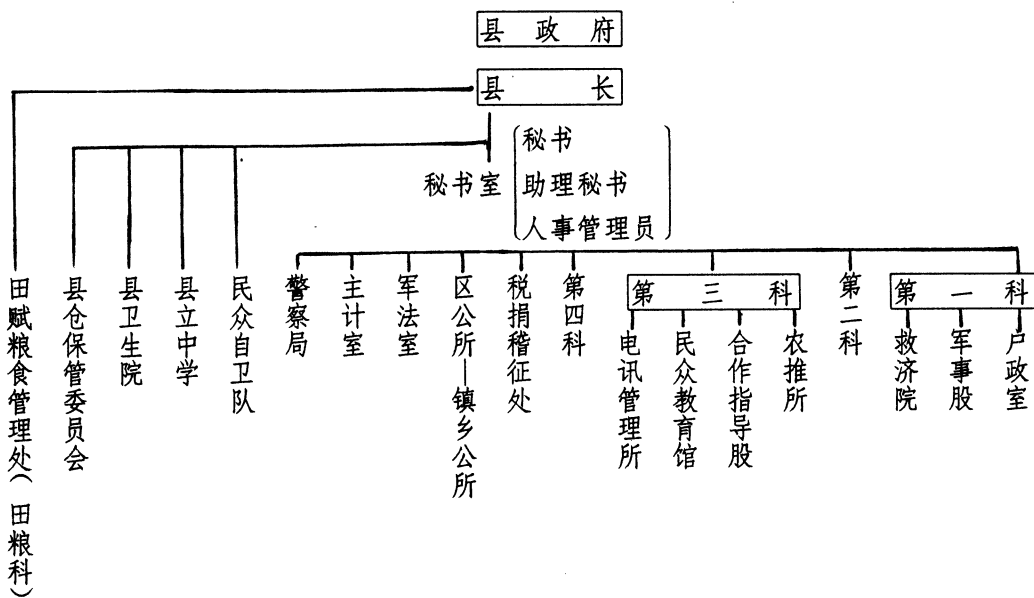 县政府
县长
秘书室
秘书
助理秘书
人事管理员
第一科
户政室
军事股
救济院
第二科
第三科
农推所
合作指导股
民众教育馆
电讯管理所
第四科
税捐稽征处
区公所—镇乡公所
军法室
主计室
警察局
民众自卫队
县立中学
县卫生院
县仓保管委员会
田赋粮食管理处(田粮科)